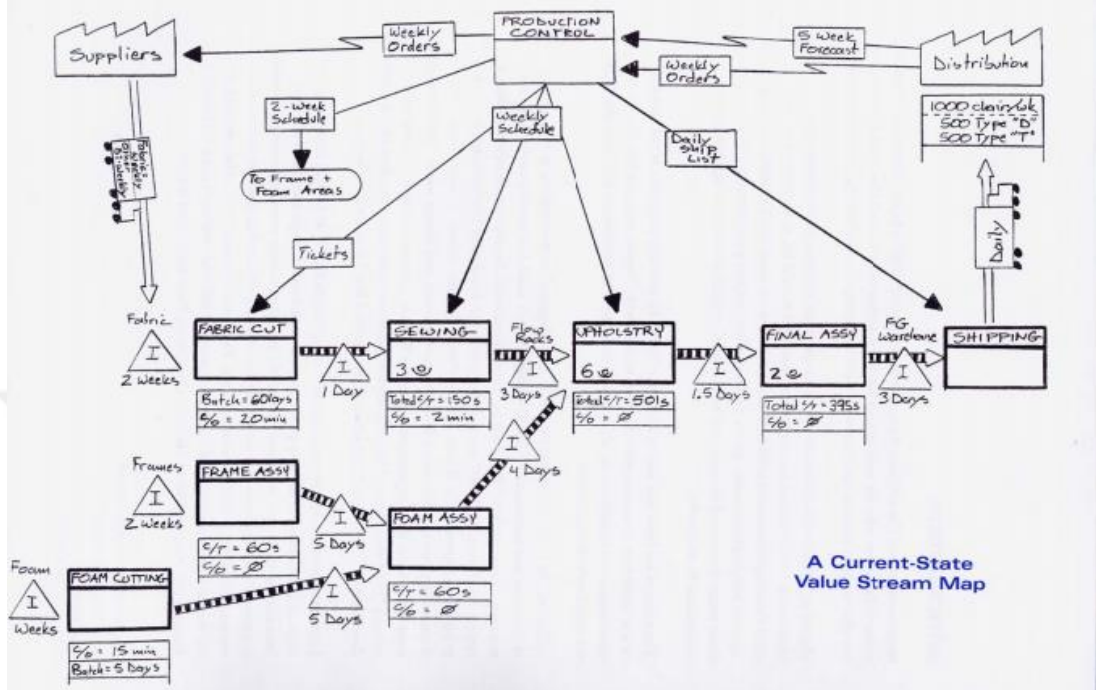 Suppliers
Weekly
Orders
PRODUCTION
CONTROL
5 Week
Forecast
Weekly
Orders
Distribution
1000 chairs/wk
500 Type "D"
500 Type "T"
2-Week
Schedule
To Frame +
Foam Areas
Weekly
Schedule
Daily
Ship
List
Tickets
Daily
Fabric
I
2 Weeks
FABRIC CUT
Batch = 60 lays
C/O = 20 min
I
1 Day
SEWING
3
Total C/T = 150s
C/O = 2 min
Flow
Racks
I
3 Days
UPHOLSTRY
6
Total C/T = 501s
C/O = Ø
I
1.5 Days
FINAL ASSY
2
Total C/T = 395s
C/O = Ø
FG
I
3 Days
SHIPPING
Frames
I
2 Weeks
FRAME ASSY
C/T = 60s
C/O = Ø
I
5 Days
FOAM ASSY
C/T = 60s
C/O = Ø
I
4 Days
Foam
I
Weeks
FOAM CUTTING
C/O = 15 min
Batch = 5 Days
I
5 Days
A Current-State
Value Stream Map